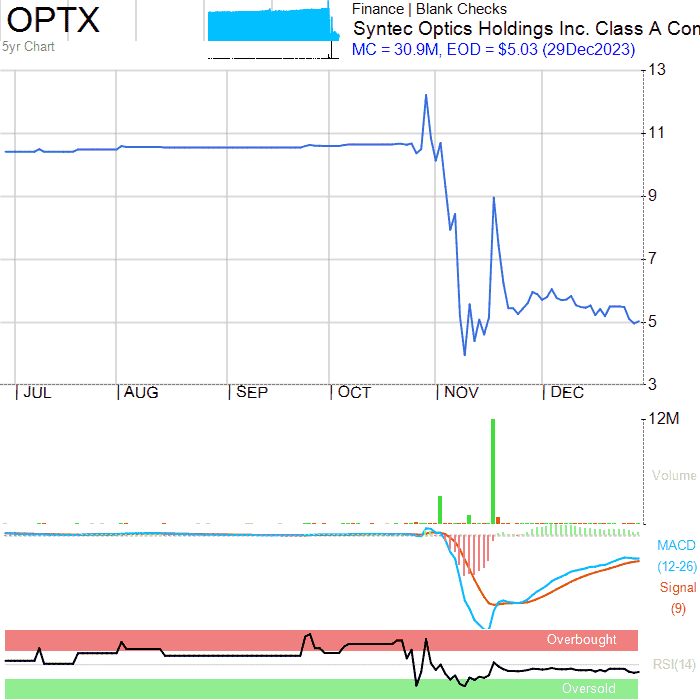 OPTX
5yr Chart
Finance | Blank Checks
Syntec Optics Holdings Inc. Class A Con
MC = 30.9M, EOD = $5.03 (29Dec2023)
13
11
9
7
5
3
JUL AUG SEP OCT NOV DEC
12M
Volume
MACD
(12-26)
Signal
(9)
Overbought
RSI(14)
Oversold